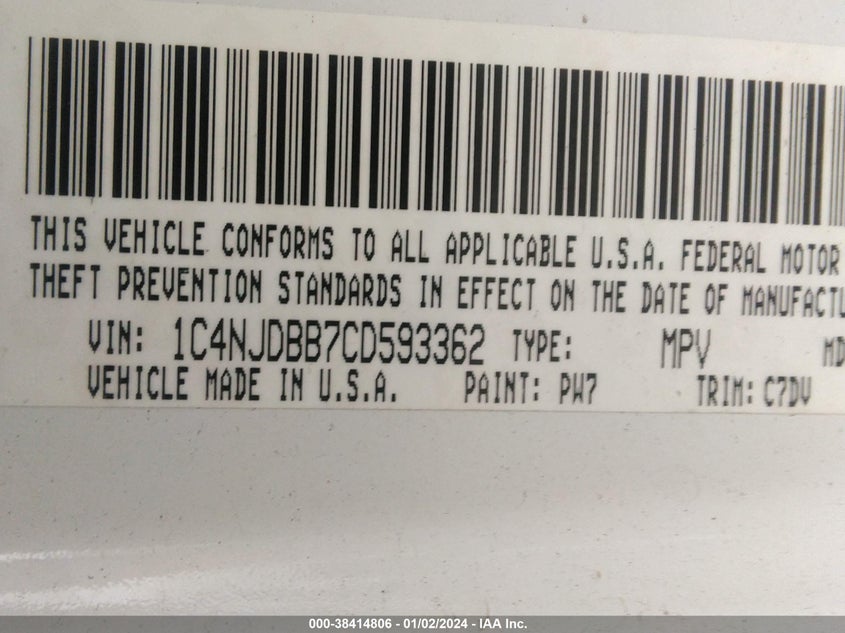 THIS VEHICLE CONFORMS TO ALL APPLICABLE U.S.A. FEDERAL MOTOR
THEFT PREVENTION STANDARDS IN EFFECT ON THE DATE OF MANUFACTU
VIN: 1C4NJDBB7CD593362 TYPE: MPV MD
VEHICLE MADE IN U.S.A. PAINT: PW7 TRIM: C7DV
000-38414806 - 01/02/2024 - IAA Inc.